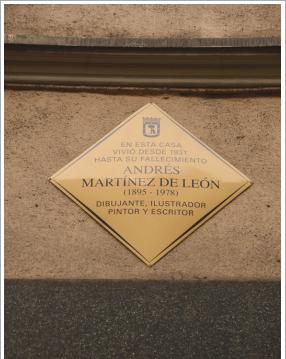 EN ESTA CASA
VIVIÓ DESDE 1931
HASTA SU FALLECIMIENTO
ANDRÉS
MARTÍNEZ DE LEÓN
(1895 - 1978)
DIBUJANTE, ILUSTRADOR
PINTOR Y ESCRITOR